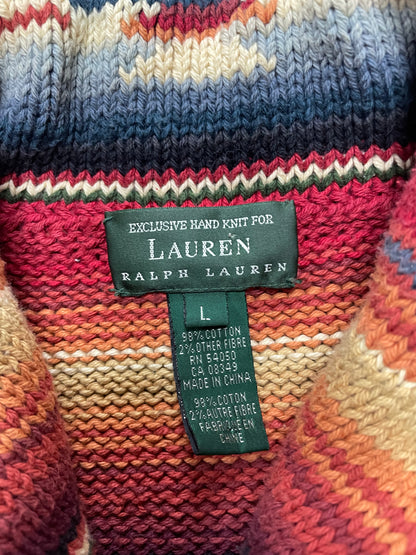 EXCLUSIVE HAND KNIT FOR
LAUREN
RALPH LAUREN
L
98% COTTON
2% OTHER FIBRE
RN 54050
CA 08349
MADE IN CHINA
98% COTON
2% AUTRE FIBRE
FABRIQUE EN
CHINE